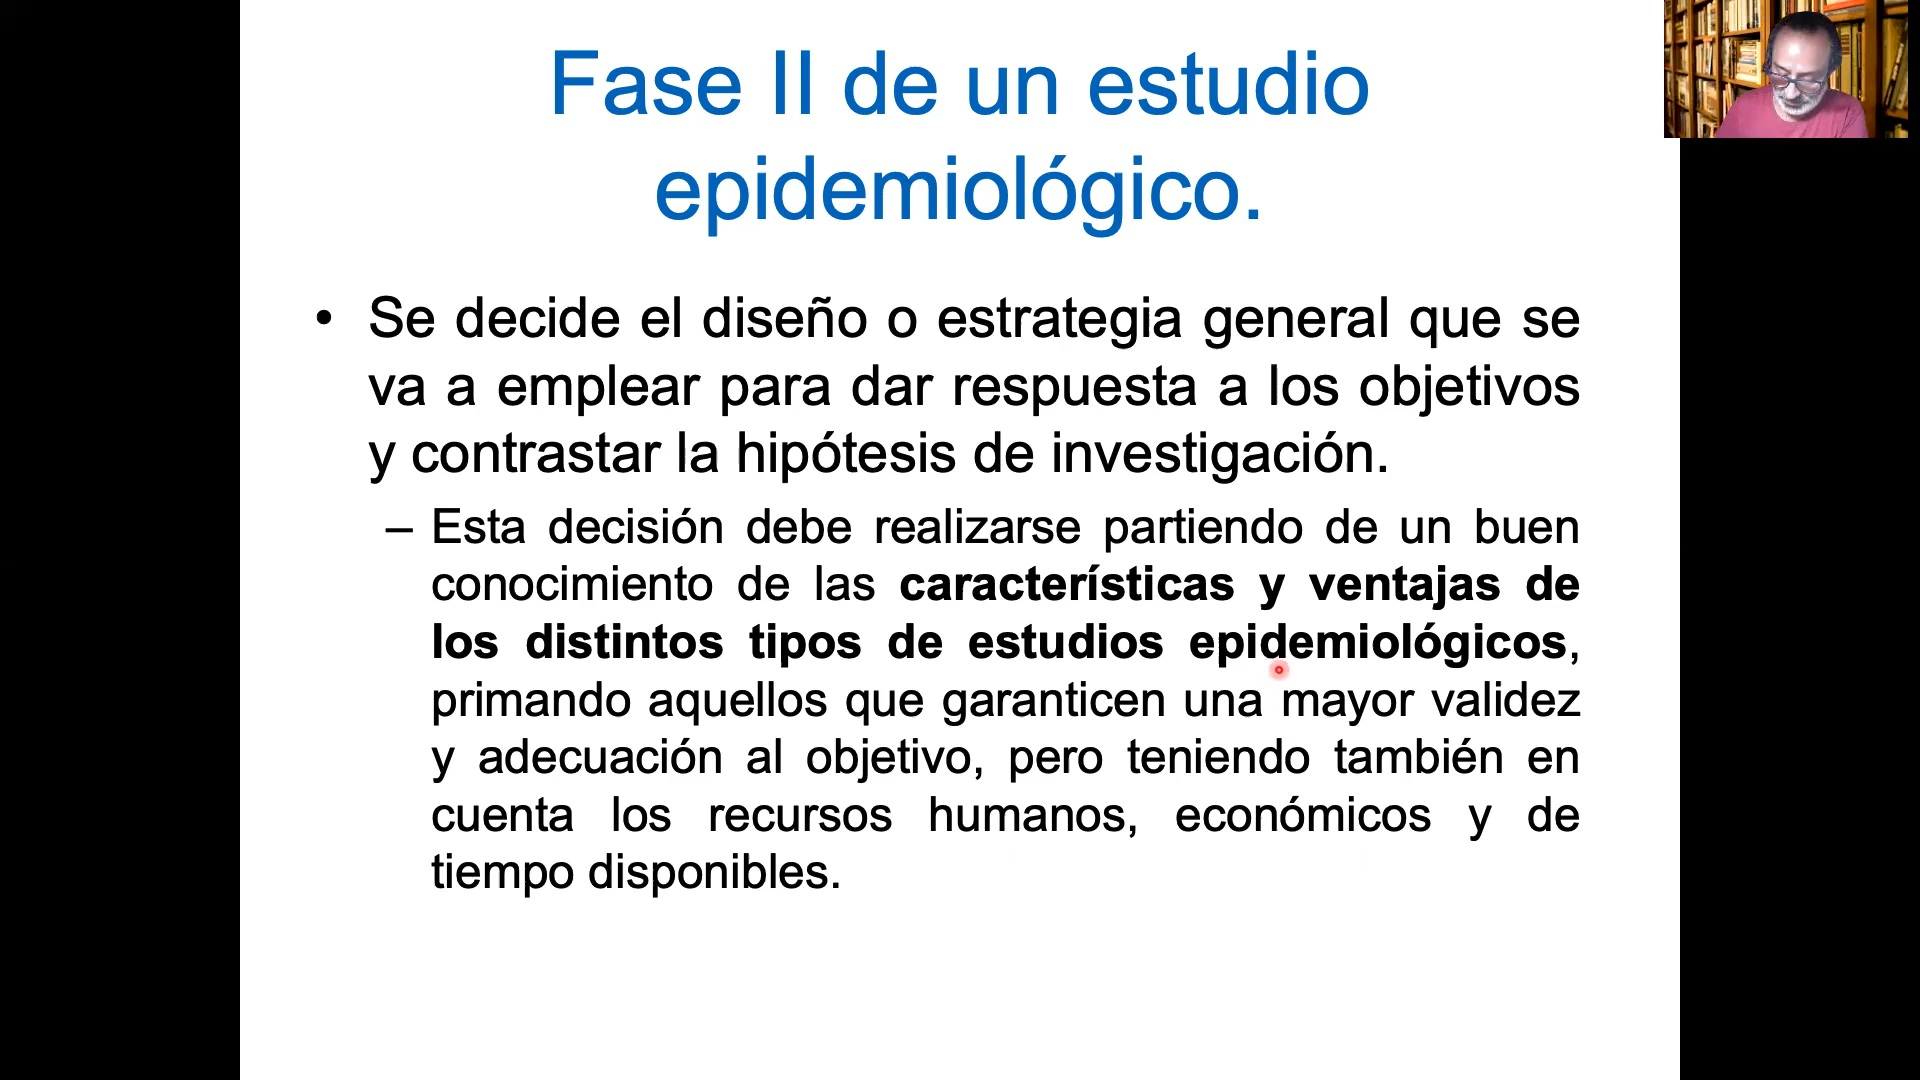 Fase II de un estudio
epidemiológico.
• Se decide el diseño o estrategia general que se
va a emplear para dar respuesta a los objetivos
y contrastar la hipótesis de investigación.
– Esta decisión debe realizarse partiendo de un buen
conocimiento de las características y ventajas de
los distintos tipos de estudios epidemiológicos,
primando aquellos que garanticen una mayor validez
y adecuación al objetivo, pero teniendo también en
cuenta los recursos humanos, económicos y de
tiempo disponibles.